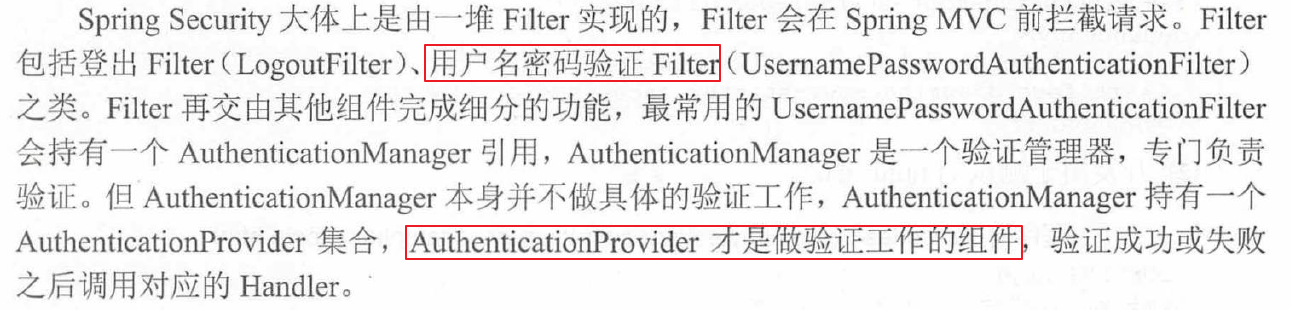 Spring Security 大体上是由一堆 Filter 实现的，Filter 会在 Spring MVC 前拦截请求。Filter
包括登出 Filter（LogoutFilter）、用户名密码验证 Filter（UsernamePasswordAuthenticationFilter）
之类。Filter 再交由其他组件完成细分的功能，最常用的 UsernamePasswordAuthenticationFilter
会持有一个 AuthenticationManager 引用，AuthenticationManager 是一个验证管理器，专门负责
验证。但 AuthenticationManager 本身并不做具体的验证工作，AuthenticationManager 持有一个
AuthenticationProvider 集合，AuthenticationProvider 才是做验证工作的组件，验证成功或失败
之后调用对应的 Handler。